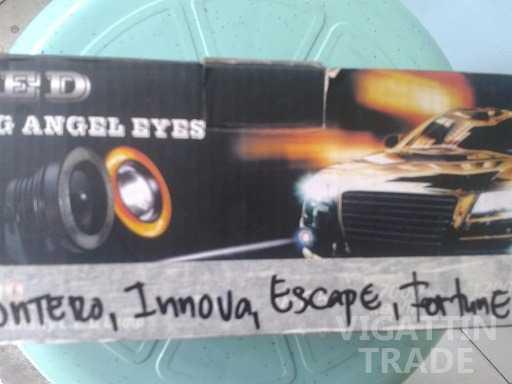 ED
G ANGEL EYES
ONTERO, INNOVA, EscapE, FortunE
VIGATTIN
TRADE